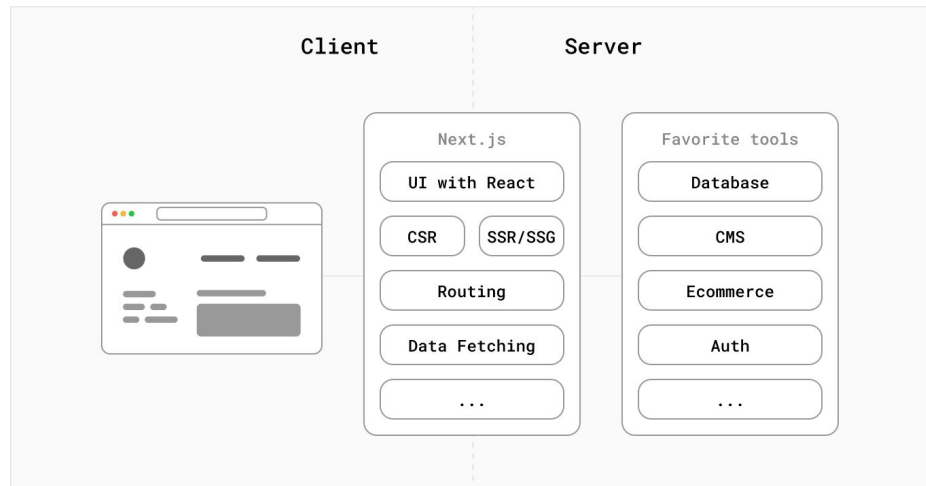 Client
Server
Next.js
UI with React
CSR
SSR/SSG
Routing
Data Fetching
...
Favorite tools
Database
CMS
Ecommerce
Auth
...